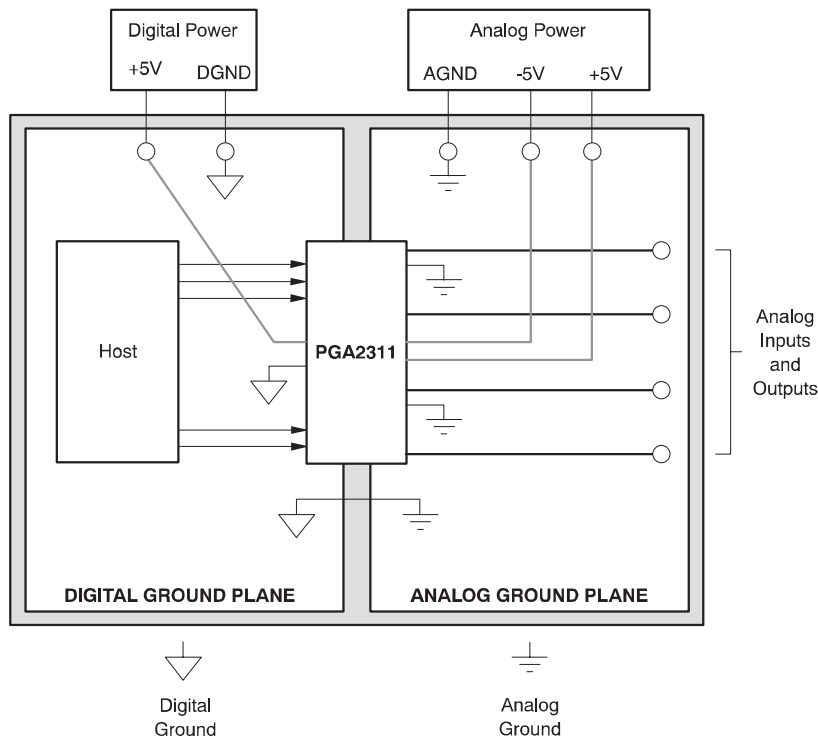 Digital Power
+5V
DGND
Analog Power
AGND
-5V
+5V
Host
PGA2311
Analog
Inputs
and
Outputs
DIGITAL GROUND PLANE
ANALOG GROUND PLANE
Digital
Ground
Analog
Ground